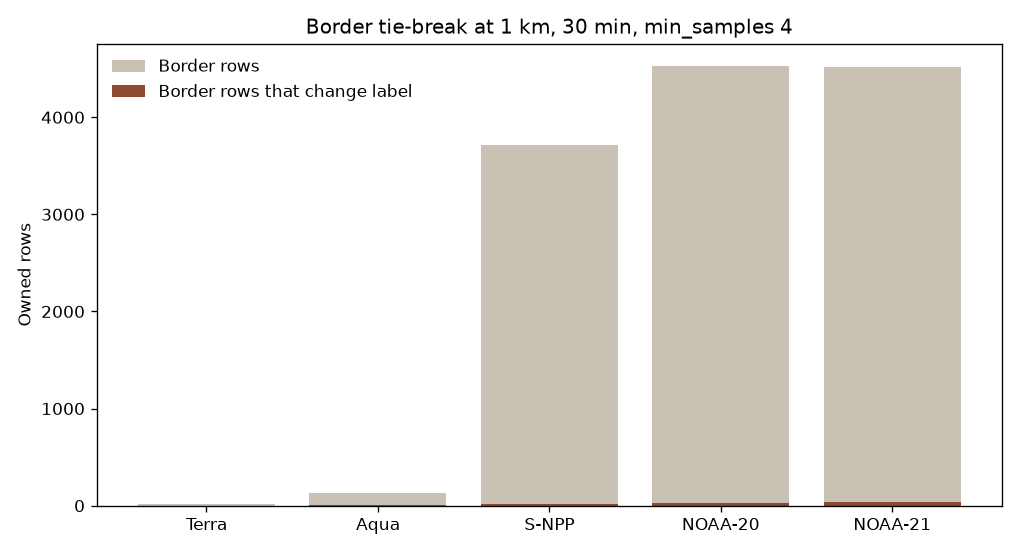 Border tie-break at 1 km, 30 min, min_samples 4
Border rows
Border rows that change label
Owned rows
4000
3000
2000
1000
0
Terra
Aqua
S-NPP
NOAA-20
NOAA-21